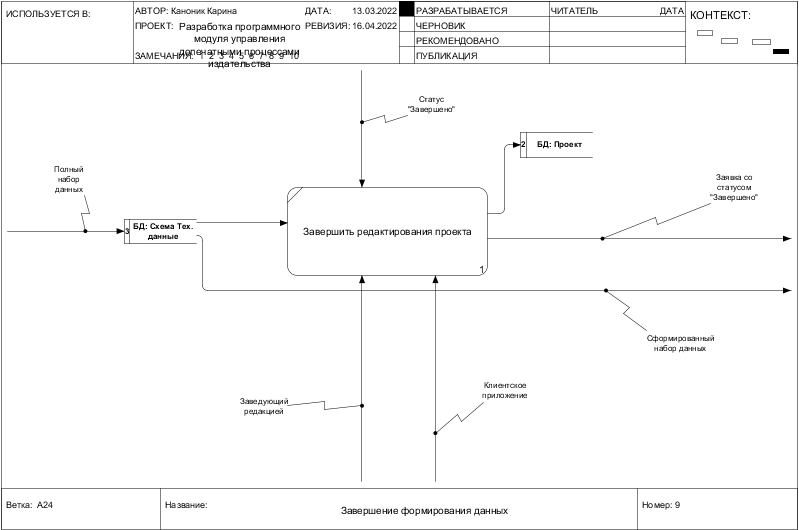 ИСПОЛЬЗУЕТСЯ В:
АВТОР: Каноник Карина
ДАТА: 13.03.2022
ПРОЕКТ: Разработка программного
модуля управления
допечатными процессами
издательства
РЕВИЗИЯ: 16.04.2022
ЗАМЕЧАНИЯ: 1 2 3 4 5 6 7 8 9 10
РАЗРАБАТЫВАЕТСЯ
ЧЕРНОВИК
РЕКОМЕНДОВАНО
ПУБЛИКАЦИЯ
ЧИТАТЕЛЬ ДАТА
КОНТЕКСТ:
Статус
"Завершено"
2 БД: Проект
Полный
набор
данных
Заявка со
статусом
"Завершено"
3 БД: Схема Тех.
данные
Завершить редактирования проекта
1
Сформированный
набор данных
Заведующий
редакцией
Клиентское
приложение
Ветка: A24
Название:
Завершение формирования данных
Номер: 9